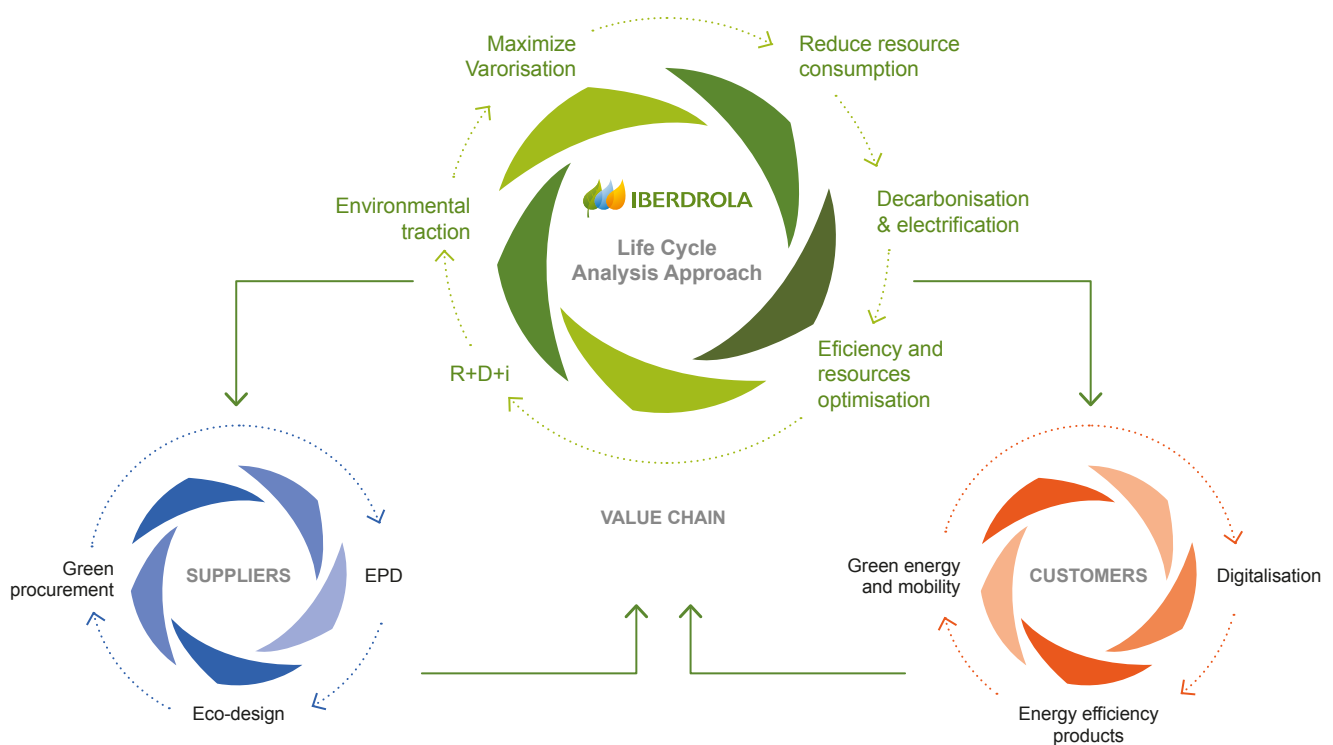 Maximize
Varorisation
Reduce resource
consumption
Environmental
traction
IBERDROLA
Life Cycle
Analysis Approach
Decarbonisation
& electrification
R+D+i
Eficiency and
resources
optimisation
VALUE CHAIN
Green
procurement
SUPPLIERS
EPD
Eco-design
Green energy
and mobility
CUSTOMERS
Digitalisation
Energy efficiency
products